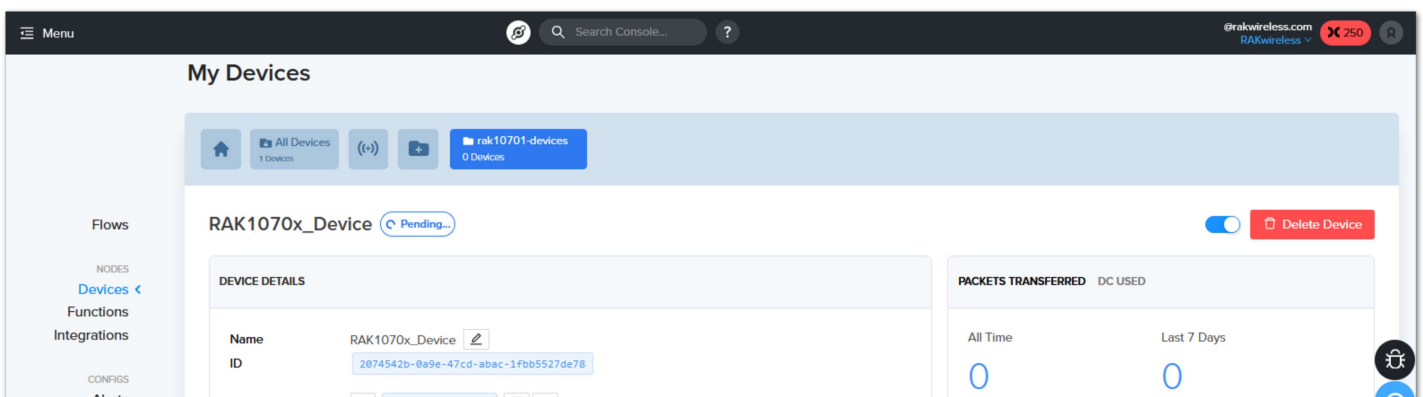 Menu
Search Console...
?
@rakwireless.com
RAKwireless
250
My Devices
All Devices
1 Devices
rak10701-devices
0 Devices
Flows
NODES
Devices
Functions
Integrations
CONFIGS
RAK1070x_Device
Pending...
Delete Device
DEVICE DETAILS
Name
RAK1070x_Device
ID
2074542b-0a9e-47cd-abac-1fbb5527de78
PACKETS TRANSFERRED DC USED
All Time
Last 7 Days
0
0